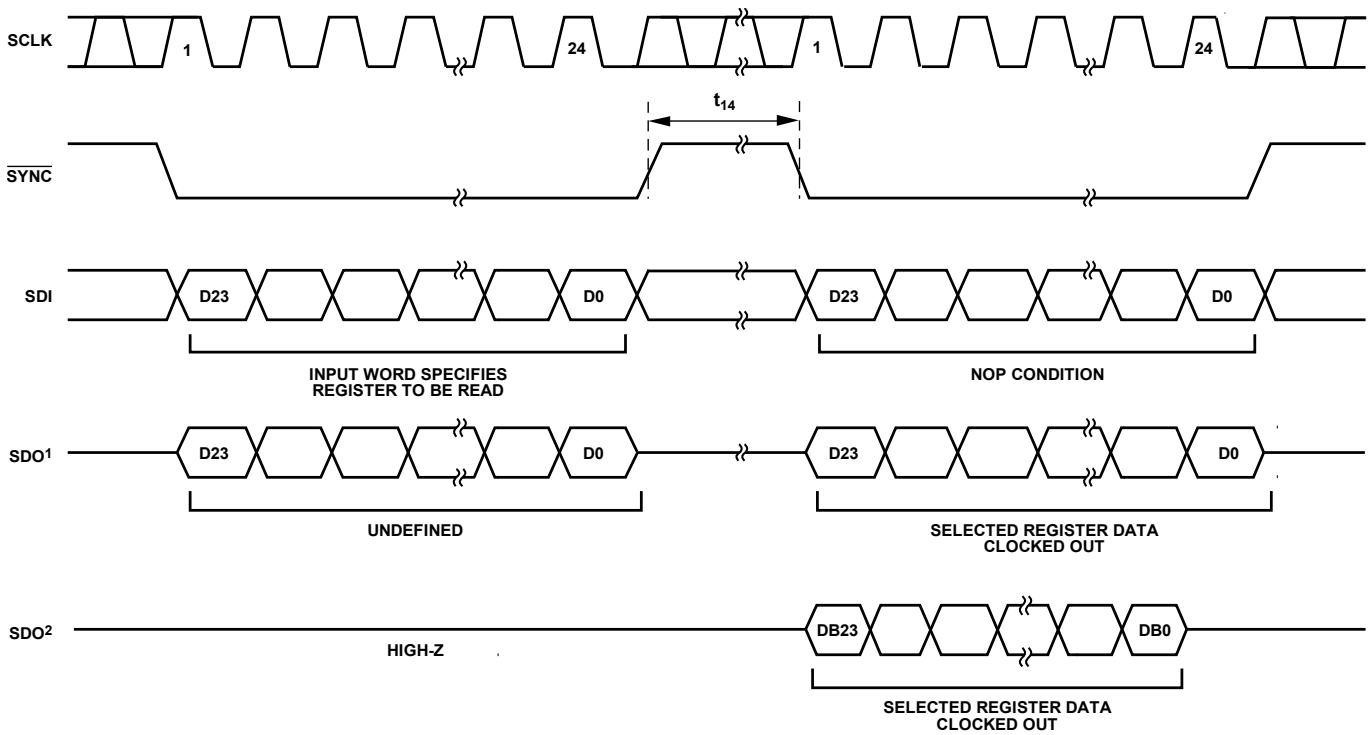 SCLK
1
24
1
24
t14
SYNC
SDI
D23
D0
D23
D0
INPUT WORD SPECIFIES
REGISTER TO BE READ
NOP CONDITION
SDO1
D23
D0
D23
D0
UNDEFINED
SELECTED REGISTER DATA
CLOCKED OUT
SDO2
HIGH-Z
DB23
DB0
SELECTED REGISTER DATA
CLOCKED OUT